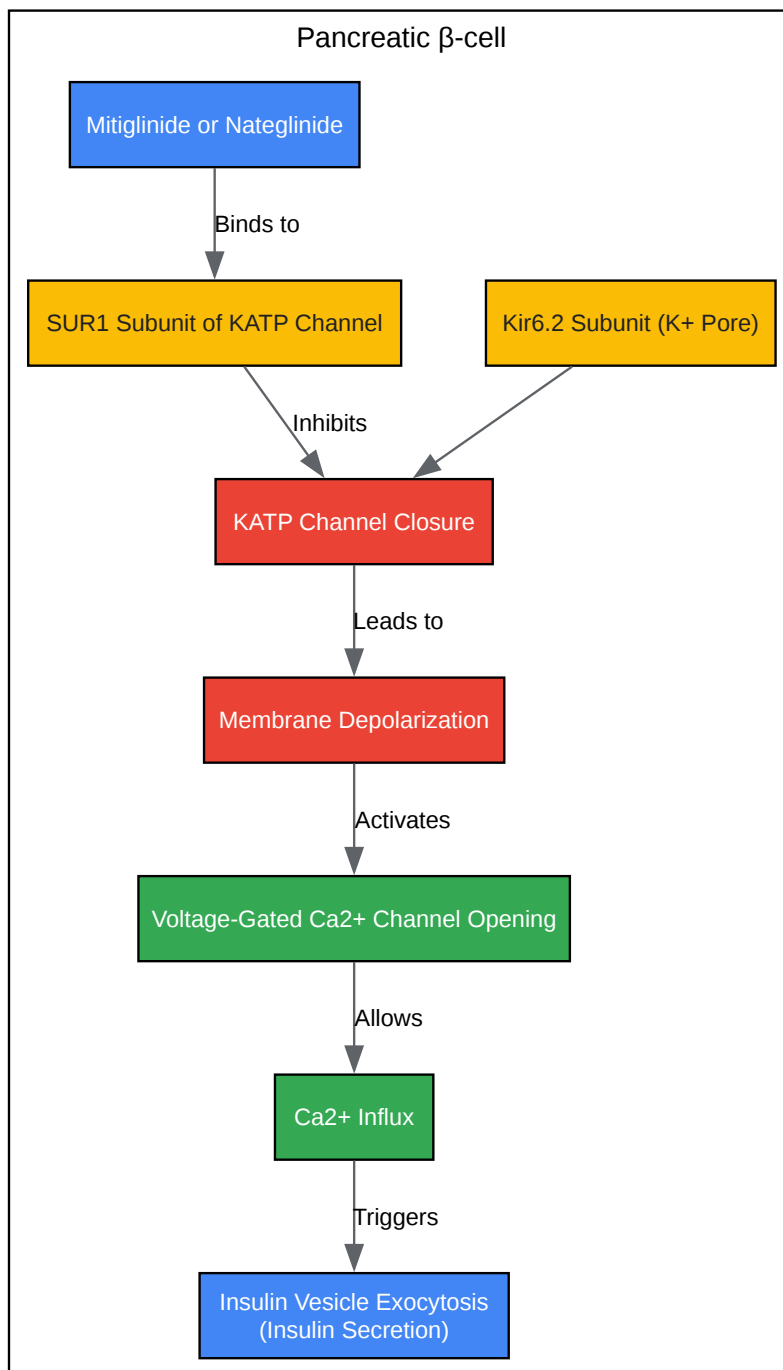 Pancreatic β-cell
Mitiglinide or Nateglinide
Binds to
SUR1 Subunit of KATP Channel
Kir6.2 Subunit (K+ Pore)
Inhibits
KATP Channel Closure
Leads to
Membrane Depolarization
Activates
Voltage-Gated Ca2+ Channel Opening
Allows
Ca2+ Influx
Triggers
Insulin Vesicle Exocytosis
(Insulin Secretion)